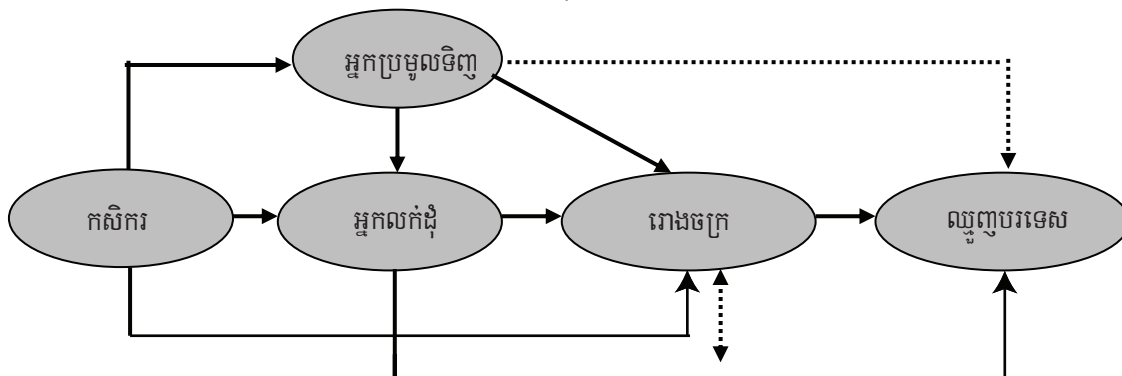 អ្នកប្រមូលទិញ
កសិករ
អ្នកលក់ដុំ
រោងចក្រ
ឈ្មួញបរទេស